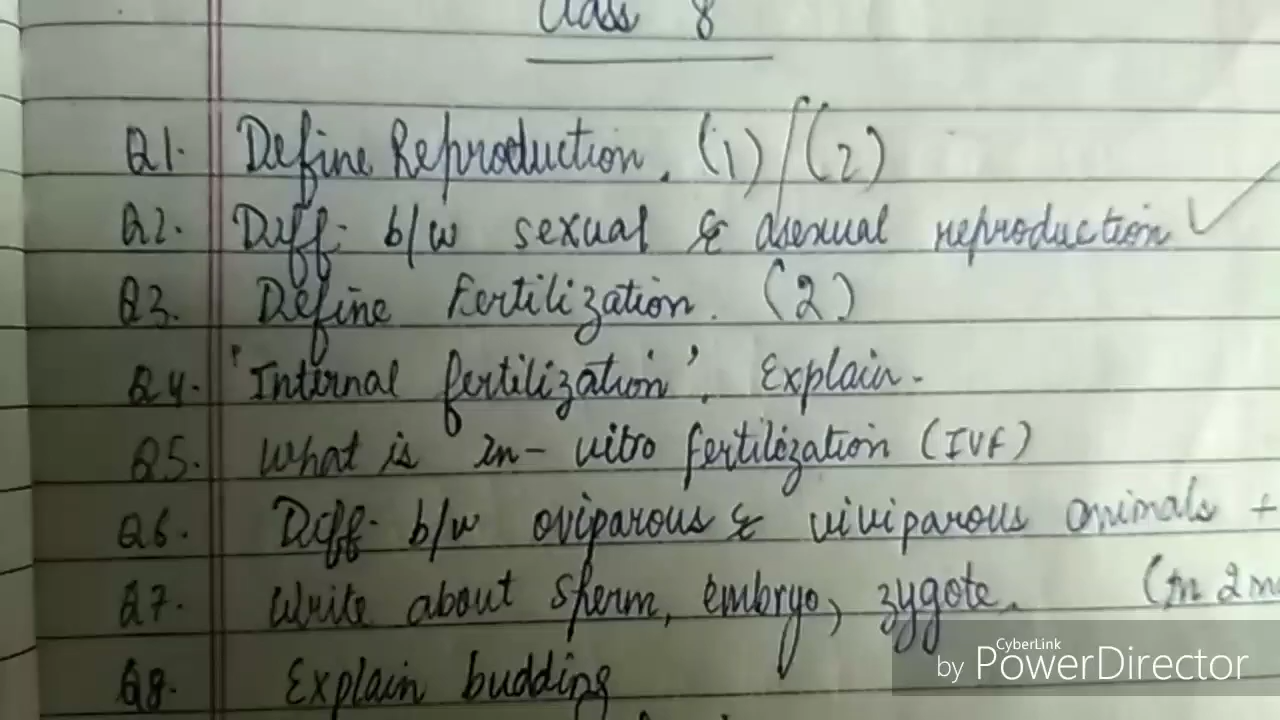 Class 8
Q1. Define Reproduction. (1)/(2)
Q2. Diff. b/w sexual & asexual reproduction
Q3. Define Fertilization. (2)
Q4. 'Internal fertilization'. Explain.
Q5. What is In-vitro fertilization (IVF)
Q6. Diff. b/w oviparous & viviparous animals +
Q7. Write about sperm, embryo, zygote. (In 2
Q8. Explain budding
CyberLink
by PowerDirector